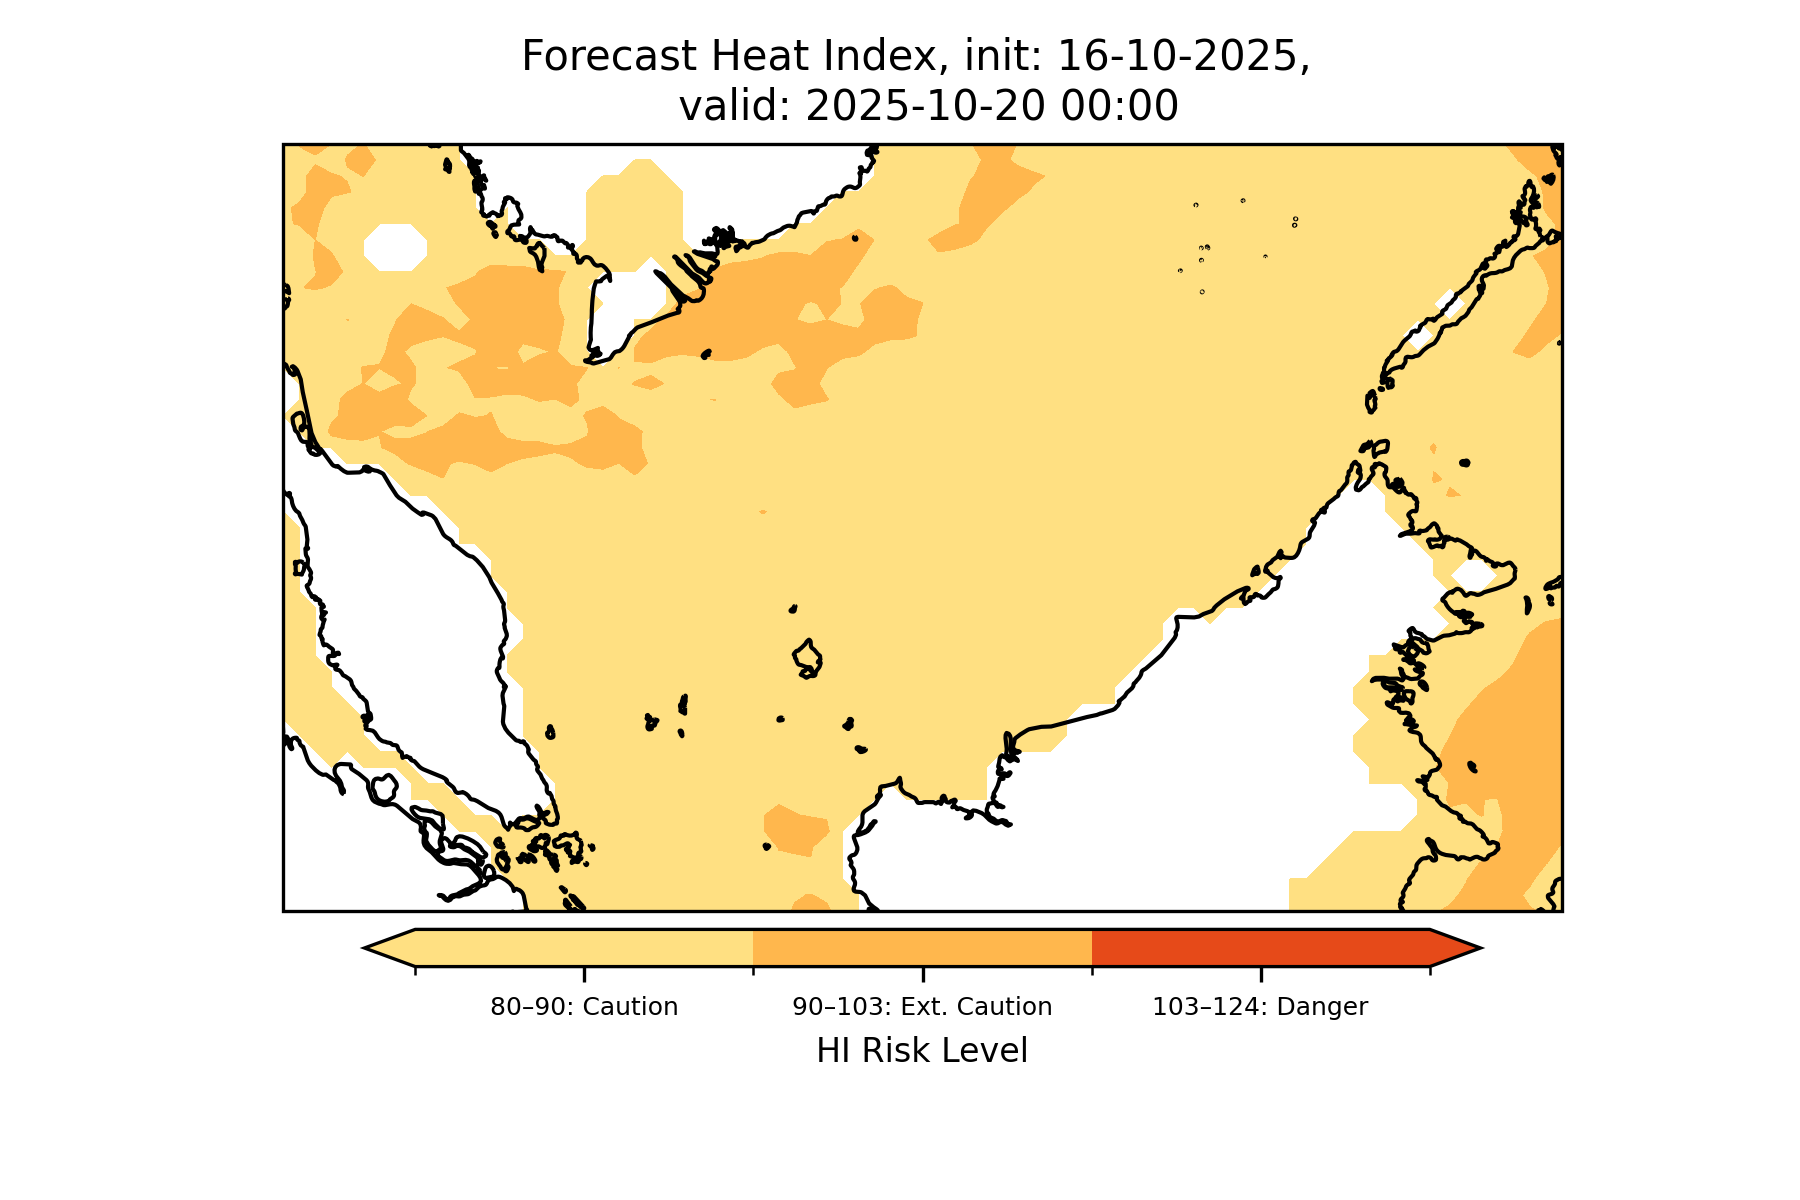 Forecast Heat Index, init: 16-10-2025,
valid: 2025-10-20 00:00
80–90: Caution
90–103: Ext. Caution
103–124: Danger
HI Risk Level